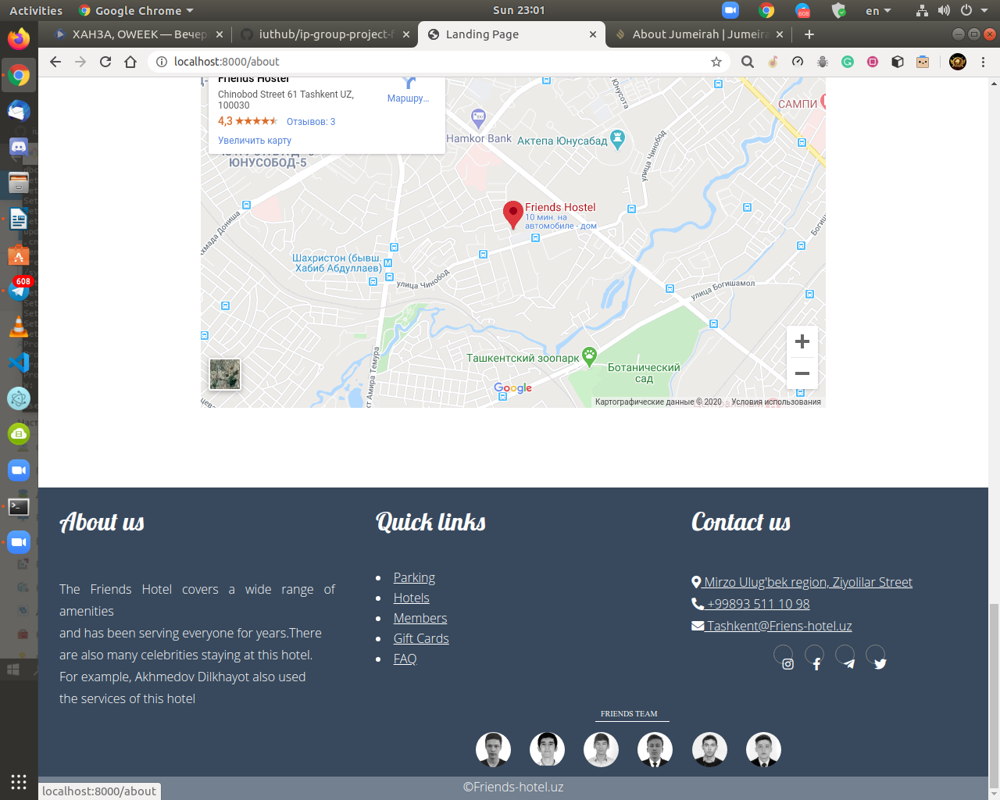 Activities
Google Chrome
Sun 23:01
608
en
ХАНЗА, OWEEK — Вечер
iuthub/ip-group-project-f
Landing Page
About Jumeirah | Jumeira
localhost:8000/about
Friends Hostel
Chinobod Street 61 Tashkent UZ,
100030
Маршру...
4,3
Отзывов: 3
Увеличить карту
ЮНУСОБОД-5
Hamkor Bank
Актепа Юнусабад
улица Чинобод
САМПИ
Friends Hostel
10 мин. на
автомобиле - дом
Шахристон (бывш.
Хабиб Абдуллаев)
улица Чинобод
улица Богишамол
Ташкентский зоопарк
Ботанический
сад
Google
Картографические данные © 2020
Условия использования
608
About us
The Friends Hotel covers a wide range of
amenities
and has been serving everyone for years.There
are also many celebrities staying at this hotel.
For example, Akhmedov Dilkhayot also used
the services of this hotel
Quick links
Parking
Hotels
Members
Gift Cards
FAQ
Contact us
Mirzo Ulug'bek region, Ziyolilar Street
+99893 511 10 98
Tashkent@Friens-hotel.uz
FRIENDS TEAM
©Friends-hotel.uz
localhost:8000/about